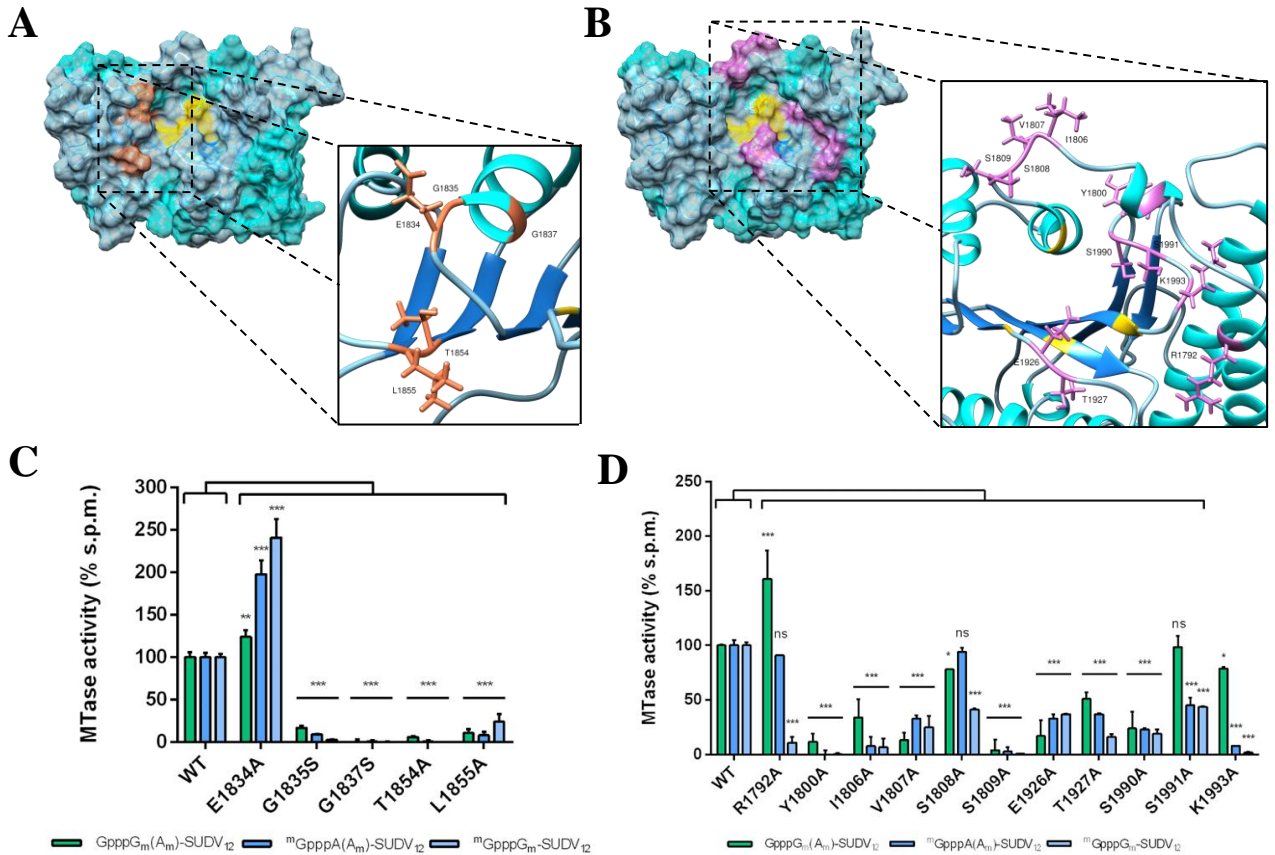 A
B
G1835
E1834
G1837
T1854
L1855
V1807
I1806
S1809
S1808
Y1800
S1990
1991
K1993
R1792
E1926
T1927
C
MTase activity (% s.p.m.)
300
250
200
150
100
50
0
**
***
***
***
***
***
***
WT
E1834A
G1835S
G1837S
T1854A
L1855A
GpppGm(Am)-SUDV12
mGpppA(Am)-SUDV12
mGpppGm-SUDV12
D
MTase activity (% s.p.m.)
250
200
150
100
50
0
***
ns
***
***
***
***
*
ns
***
***
***
***
***
ns
***
***
*
***
***
WT
R1792A
Y1800A
I1806A
V1807A
S1808A
S1809A
E1926A
T1927A
S1990A
S1991A
K1993A
GpppGm(Am)-SUDV12
mGpppA(Am)-SUDV12
mGpppGm-SUDV12